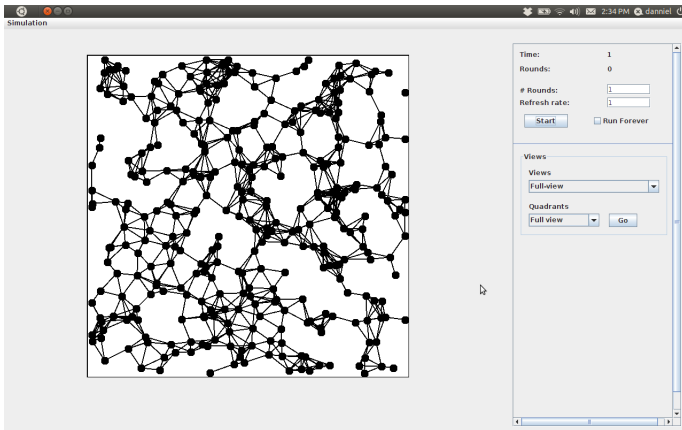 2:34 PM danniel
Simulation
Time: 1
Rounds: 0
# Rounds: 1
Refresh rate: 1
Start Run Forever
Views
Views
Full-view
Quadrants
Full view Go